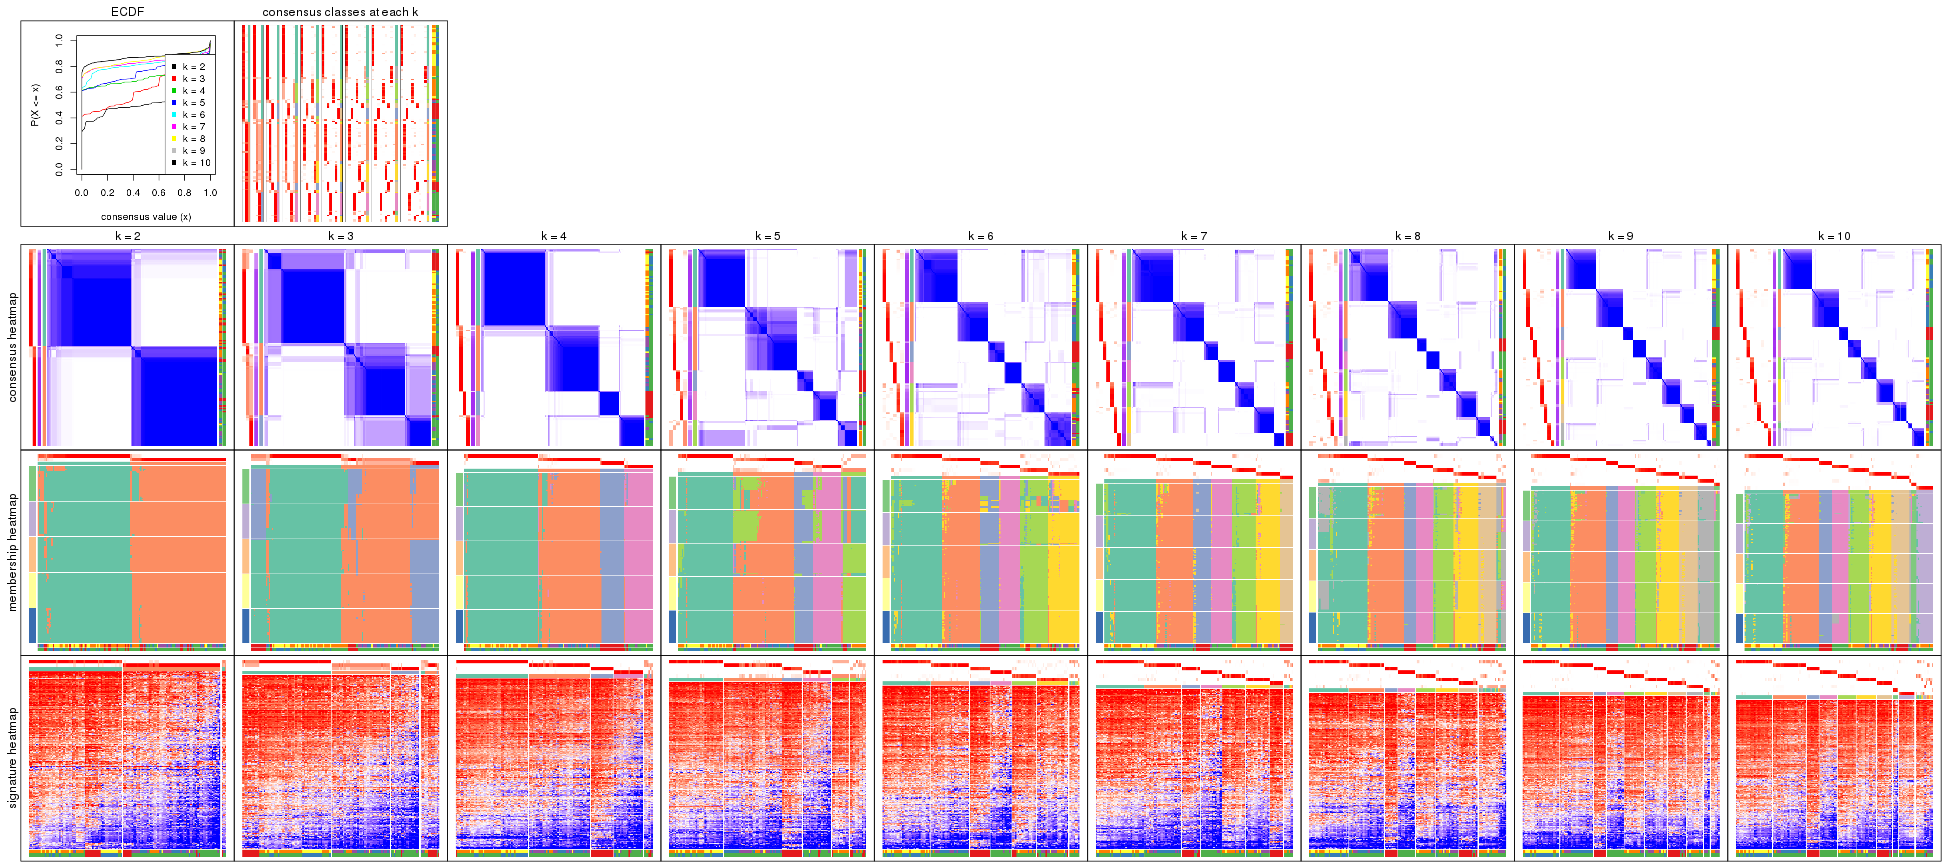 ECDF
consensus classes at each k
P(X <= x)
0.0 0.2 0.4 0.6 0.8 1.0
k = 2
k = 3
k = 4
k = 5
k = 6
k = 7
k = 8
k = 9
k = 10
0.0 0.2 0.4 0.6 0.8 1.0
consensus value (x)
k = 2 k = 3 k = 4 k = 5 k = 6 k = 7 k = 8 k = 9 k = 10
consensus heatmap
membership heatmap
signature heatmap